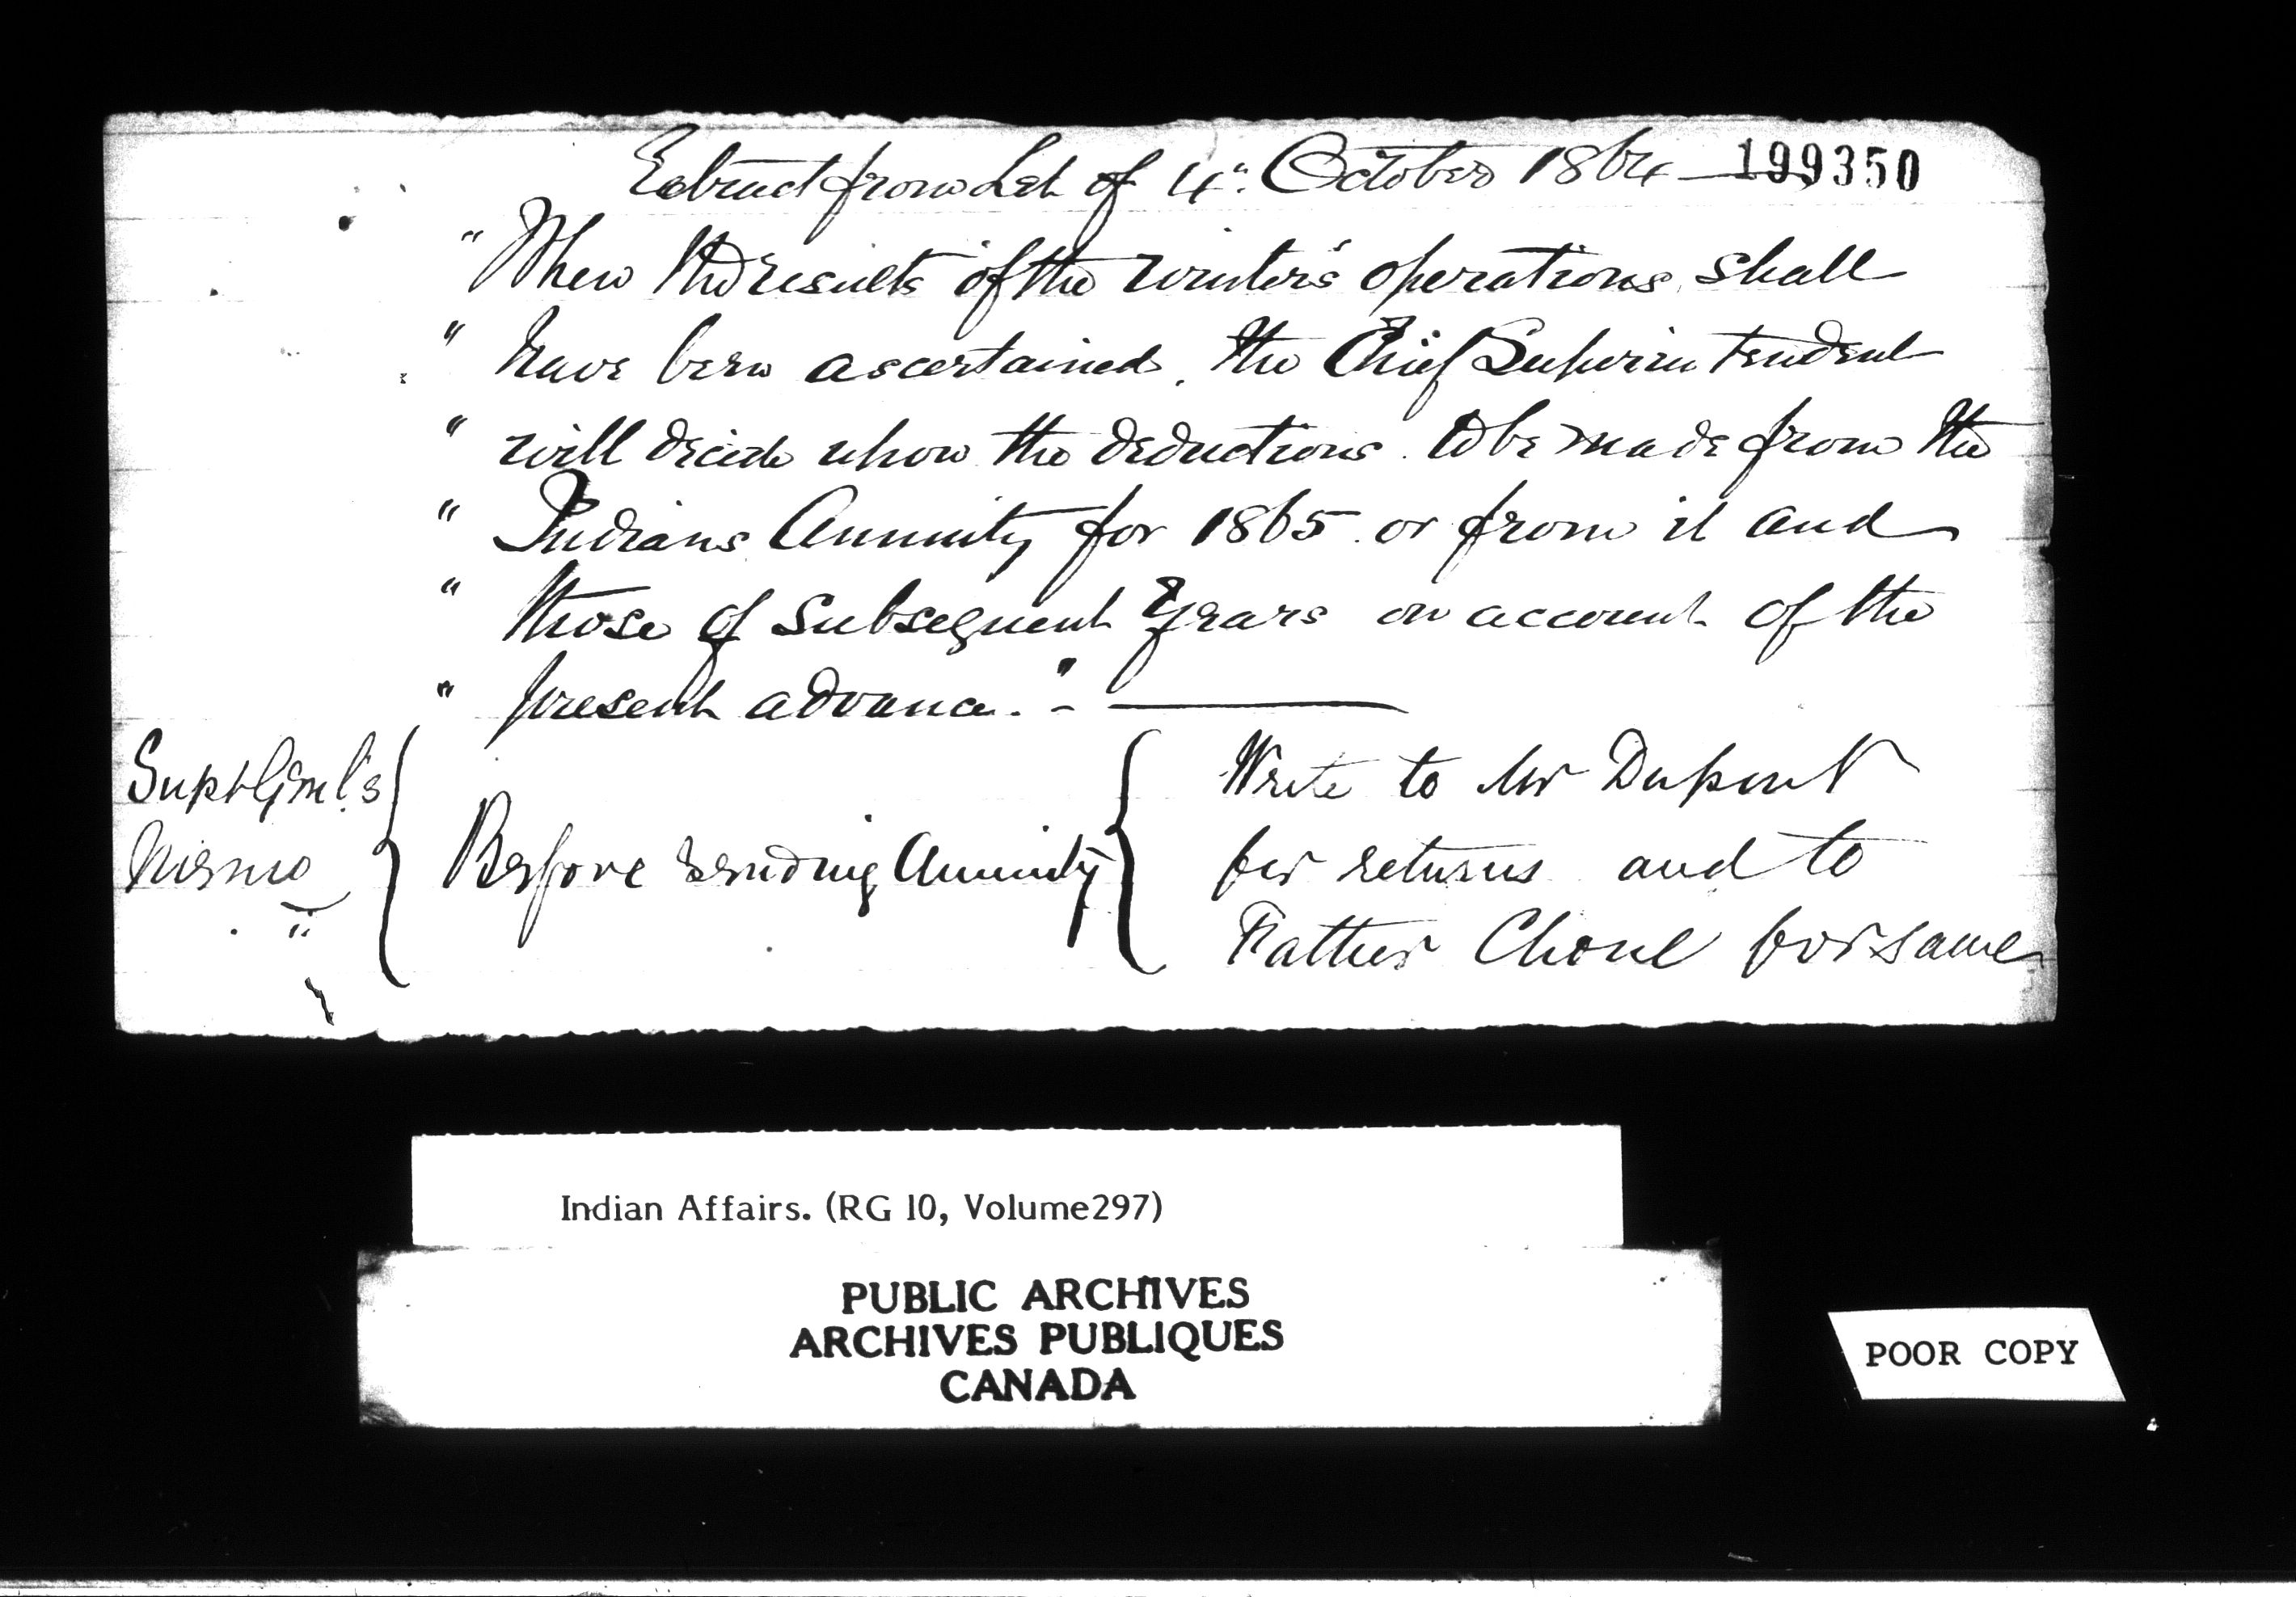 Extract from Let of 4": October 1864 — 199350
" When the results of the winter's operations shall
" have been ascertained, the Chief Superintendent
" will decide upon the deductions to be made from the
" Indians Annuity for 1865 or from it and
" those of subsequent years on account of the
" present advance." - ———
Supt Genl's
Memo
Before sending Annuity
Write to Mr Dupont
for returns and to
Father Choné for same
Indian Affairs. (RG 10, Volume297)
PUBLIC ARCHIVES
ARCHIVES PUBLIQUES
CANADA
POOR COPY